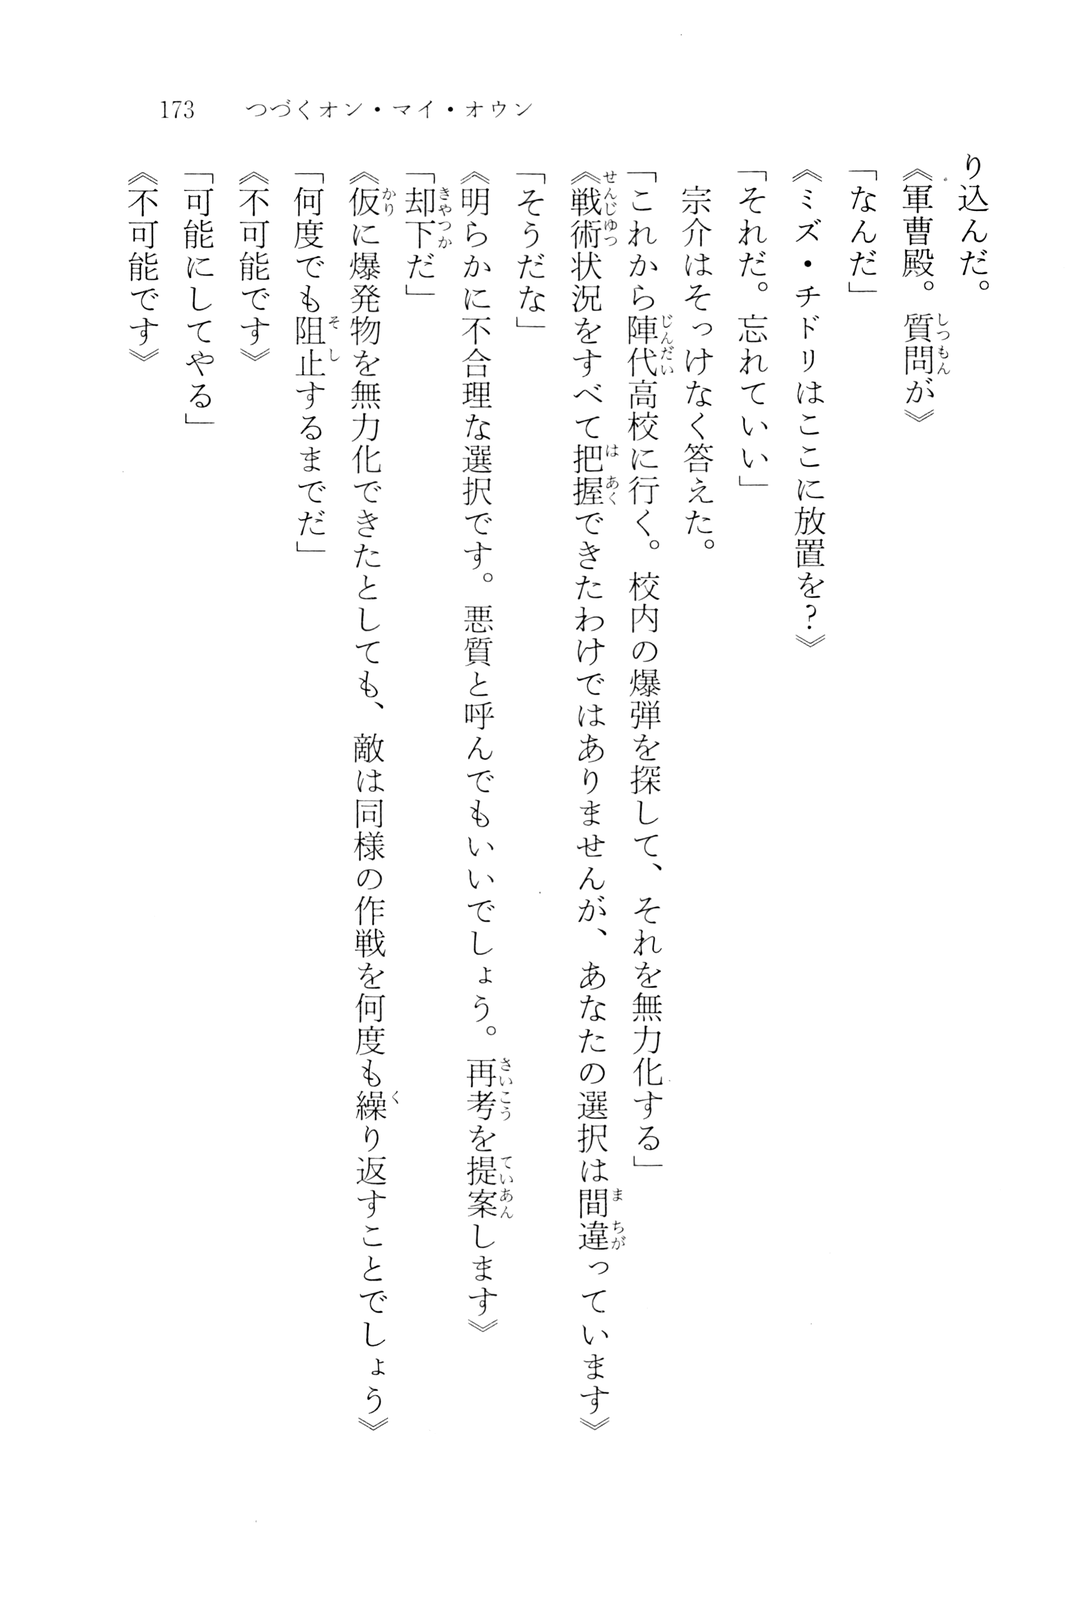 173 つづくオン・マイ・オウン
り込んだ。
《軍曹殿。質問が》
「なんだ」
《ミズ・チドリはここに放置を？》
「それだ。忘れていい」
宗介はそっけなく答えた。
「これから陣代高校に行く。校内の爆弾を探して、それを無力化する」
《戦術状況をすべて把握できたわけではありませんが、あなたの選択は間違っています》
「そうだな」
《明らかに不合理な選択です。悪質と呼んでもいいでしょう。再考を提案します》
「却下だ」
《仮に爆発物を無力化できたとしても、敵は同様の作戦を何度も繰り返すことでしょう》
「何度でも阻止するまでだ」
《不可能です》
「可能にしてやる」
《不可能です》